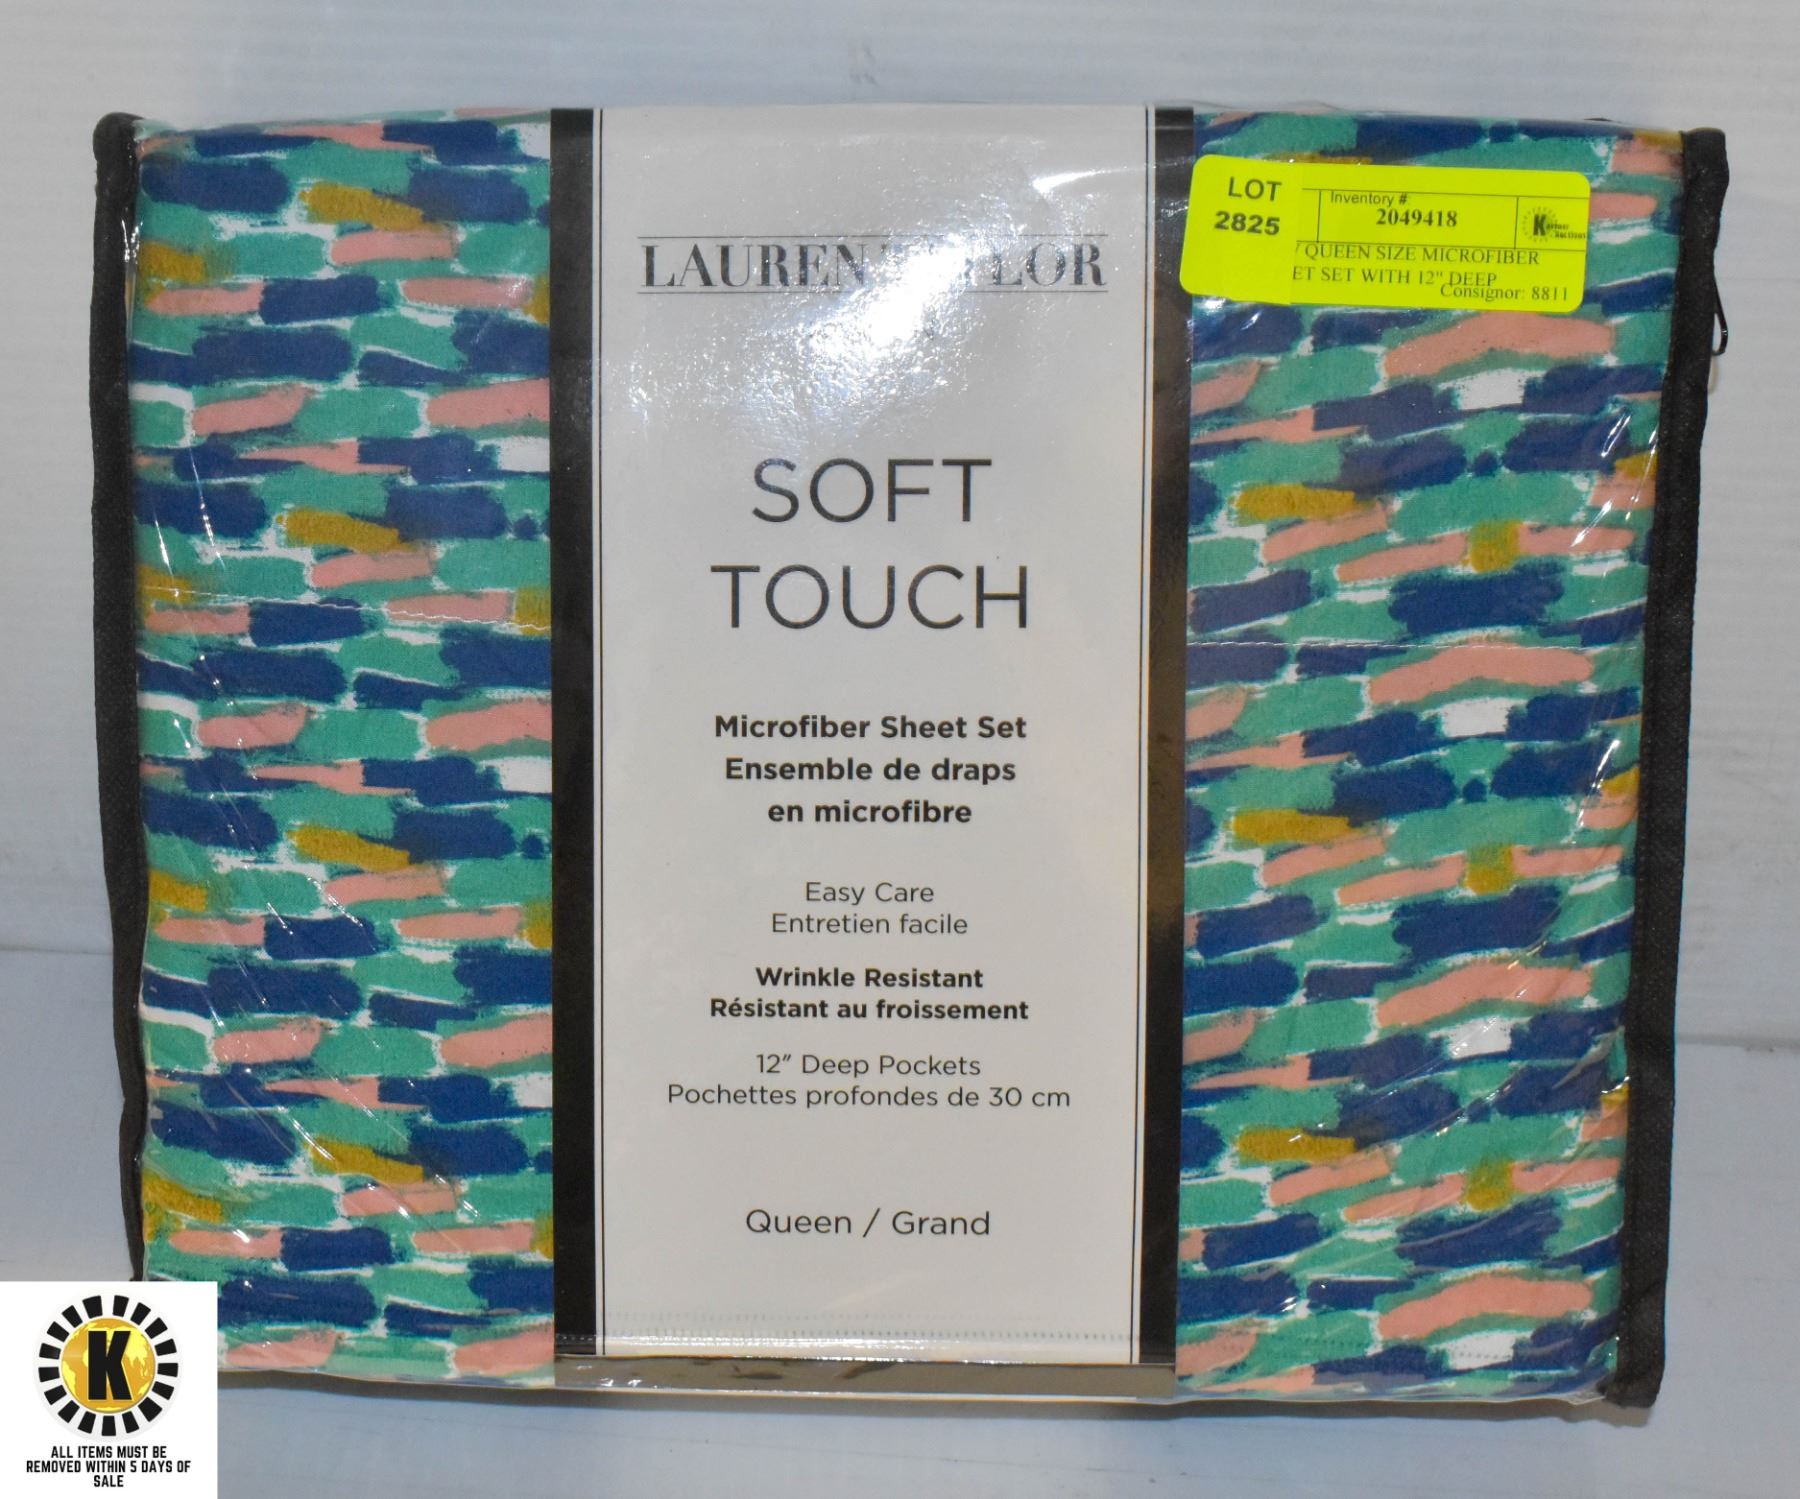 LAUREN TAYLOR
SOFT
TOUCH
Microfiber Sheet Set
Ensemble de draps
en microfibre
Easy Care
Entretien facile
Wrinkle Resistant
Résistant au froissement
12" Deep Pockets
Pochettes profondes de 30 cm
Queen / Grand
LOT
2825
Inventory #:
2049418
QUEEN SIZE MICROFIBER
ET SET WITH 12" DEEP
Consignor: 8811
K
ALL ITEMS MUST BE
REMOVED WITHIN 5 DAYS OF
SALE